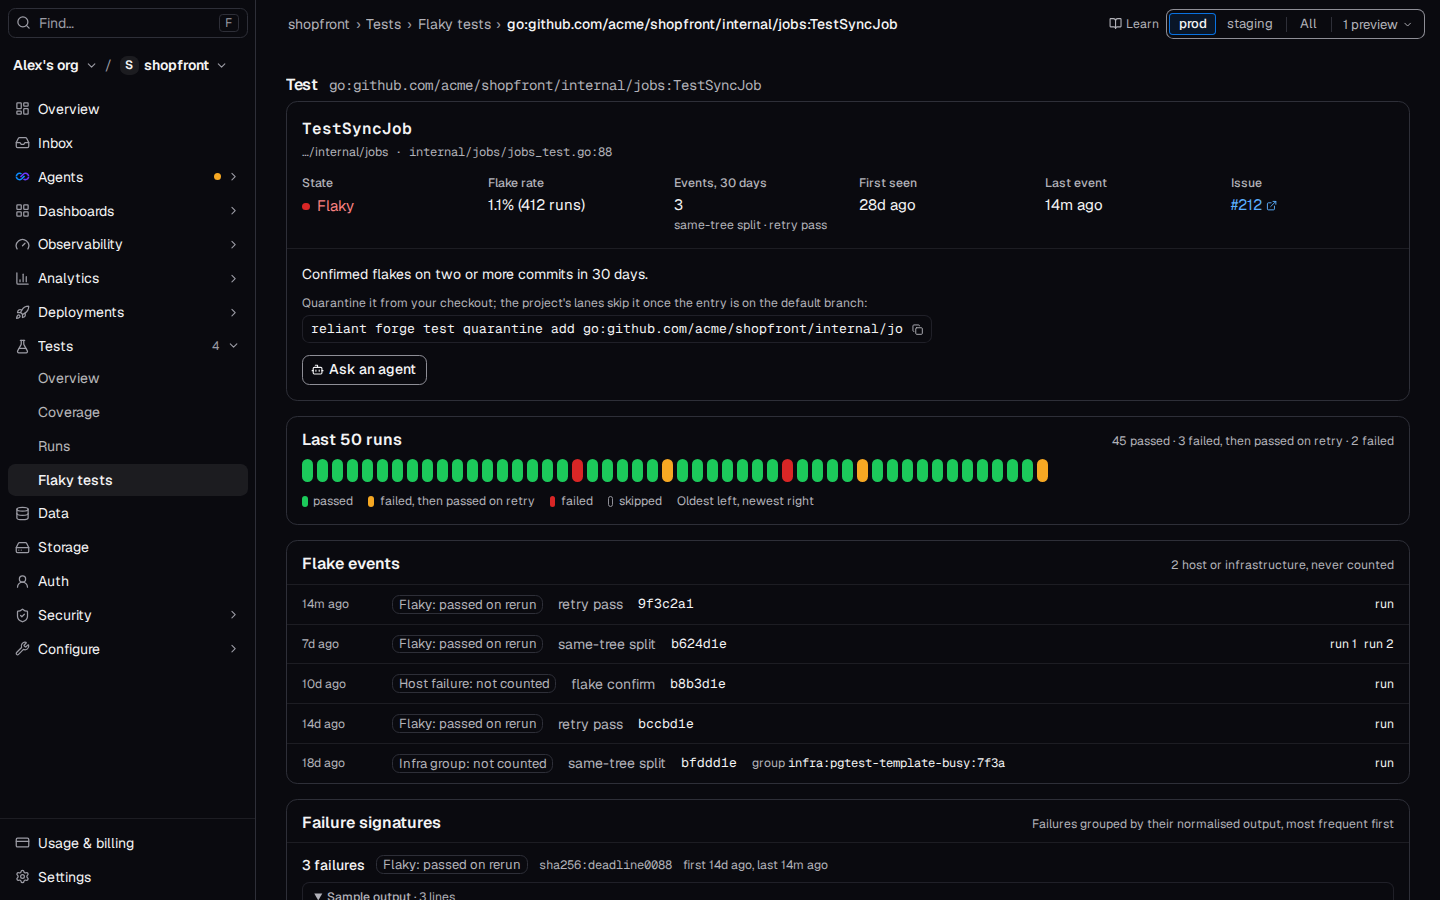 Find...
F
Alex's org / S shopfront
Overview
Inbox
Agents
Dashboards
Observability
Analytics
Deployments
Tests 4
Overview
Coverage
Runs
Flaky tests
Data
Storage
Auth
Security
Configure
Usage & billing
Settings
shopfront › Tests › Flaky tests › go:github.com/acme/shopfront/internal/jobs:TestSyncJob
Learn prod staging All 1 preview
Test go:github.com/acme/shopfront/internal/jobs:TestSyncJob
TestSyncJob
…/internal/jobs · internal/jobs/jobs_test.go:88
State Flake rate Events, 30 days First seen Last event Issue
Flaky 1.1% (412 runs) 3 28d ago 14m ago #212
same-tree split · retry pass
Confirmed flakes on two or more commits in 30 days.
Quarantine it from your checkout; the project's lanes skip it once the entry is on the default branch:
reliant forge test quarantine add go:github.com/acme/shopfront/internal/jo
Ask an agent
Last 50 runs 45 passed · 3 failed, then passed on retry · 2 failed
passed failed, then passed on retry failed skipped Oldest left, newest right
Flake events 2 host or infrastructure, never counted
14m ago Flaky: passed on rerun retry pass 9f3c2a1 run
7d ago Flaky: passed on rerun same-tree split b624d1e run 1 run 2
10d ago Host failure: not counted flake confirm b8b3d1e run
14d ago Flaky: passed on rerun retry pass bccbd1e run
18d ago Infra group: not counted same-tree split bfddd1e group infra:pgtest-template-busy:7f3a run
Failure signatures Failures grouped by their normalised output, most frequent first
3 failures Flaky: passed on rerun sha256:deadline0088 first 14d ago, last 14m ago
▼ Sample output · 3 lines